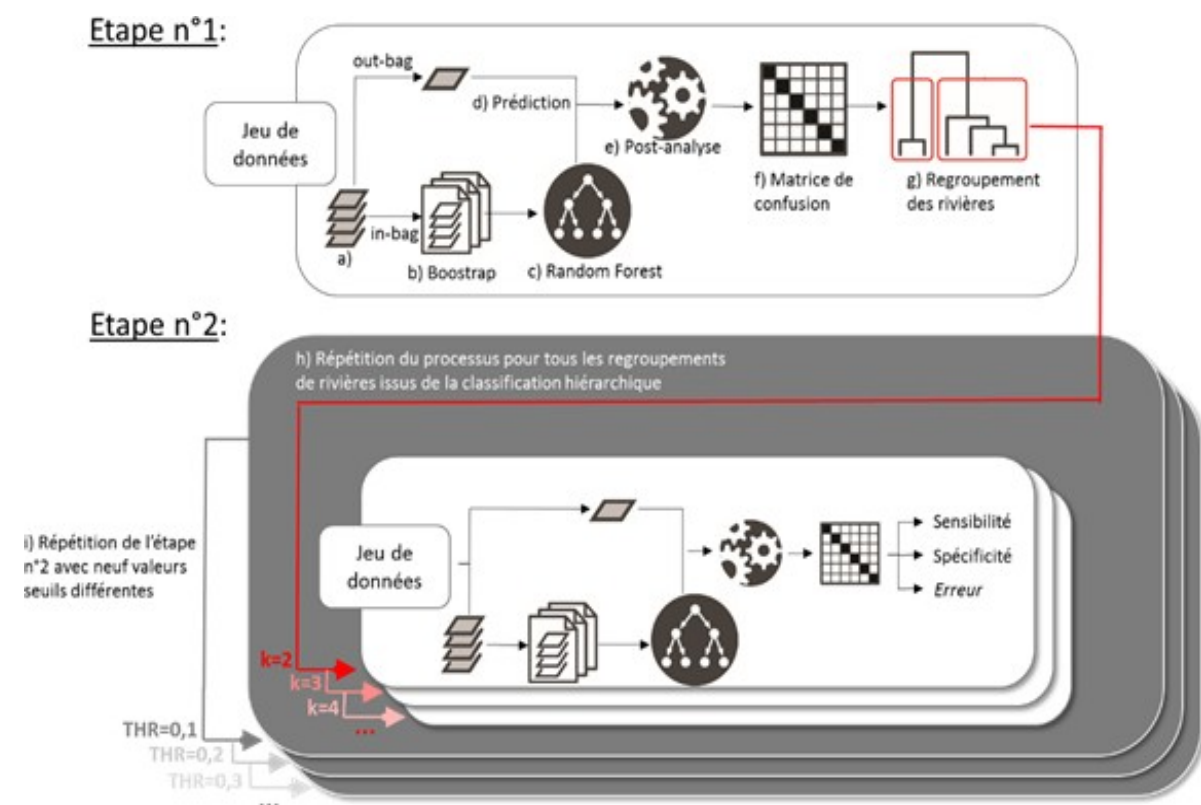 Etape n°1:
out-bag
d) Prédiction
Jeu de
données
e) Post-analyse
f) Matrice de
confusion
g) Regroupement
des rivières
in-bag
a)
b) Boostrap
c) Random Forest
Etape n°2:
h) Répétition du processus pour tous les regroupements
de rivières issus de la classification hiérarchique
i) Répétition de l'étape
n°2 avec neuf valeurs
seuils différentes
Jeu de
données
Sensibilité
Spécificité
Erreur
k=2
k=3
k=4
...
THR=0,1
THR=0,2
THR=0,3
...